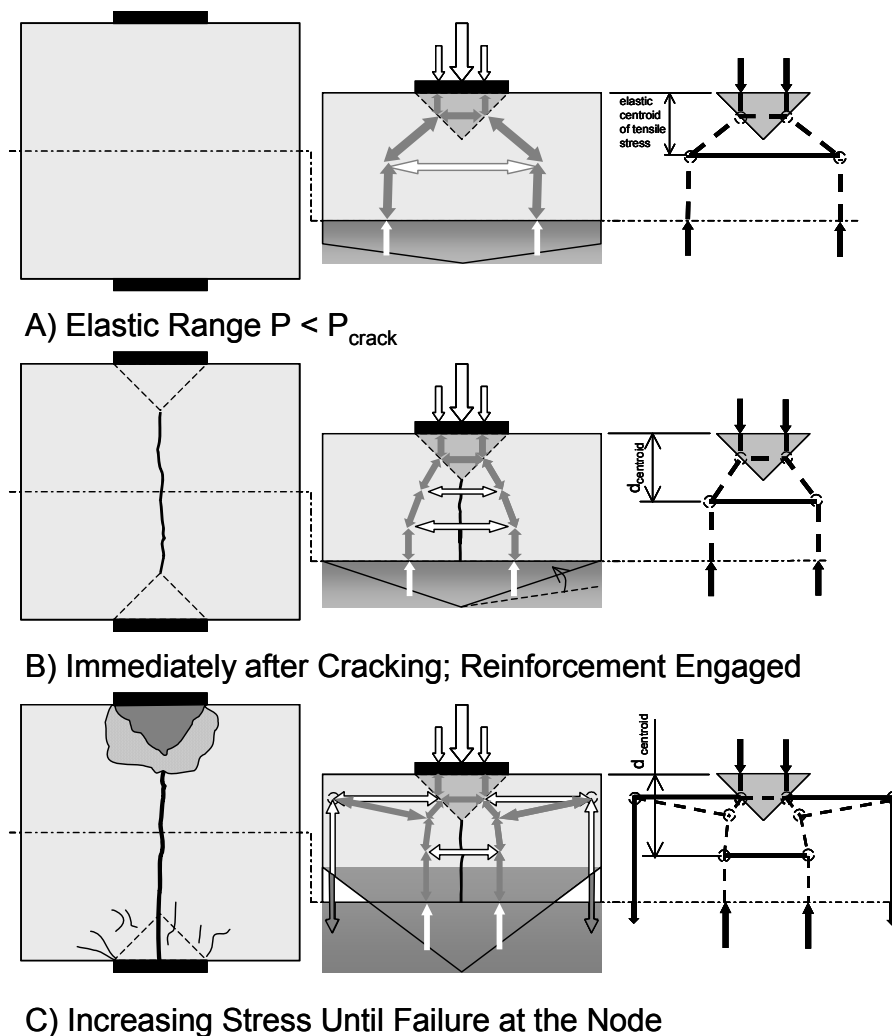 elastic
centroid
of tensile
stress
A) Elastic Range P < Pcrack
dcentroid
B) Immediately after Cracking; Reinforcement Engaged
d centroid
C) Increasing Stress Until Failure at the Node